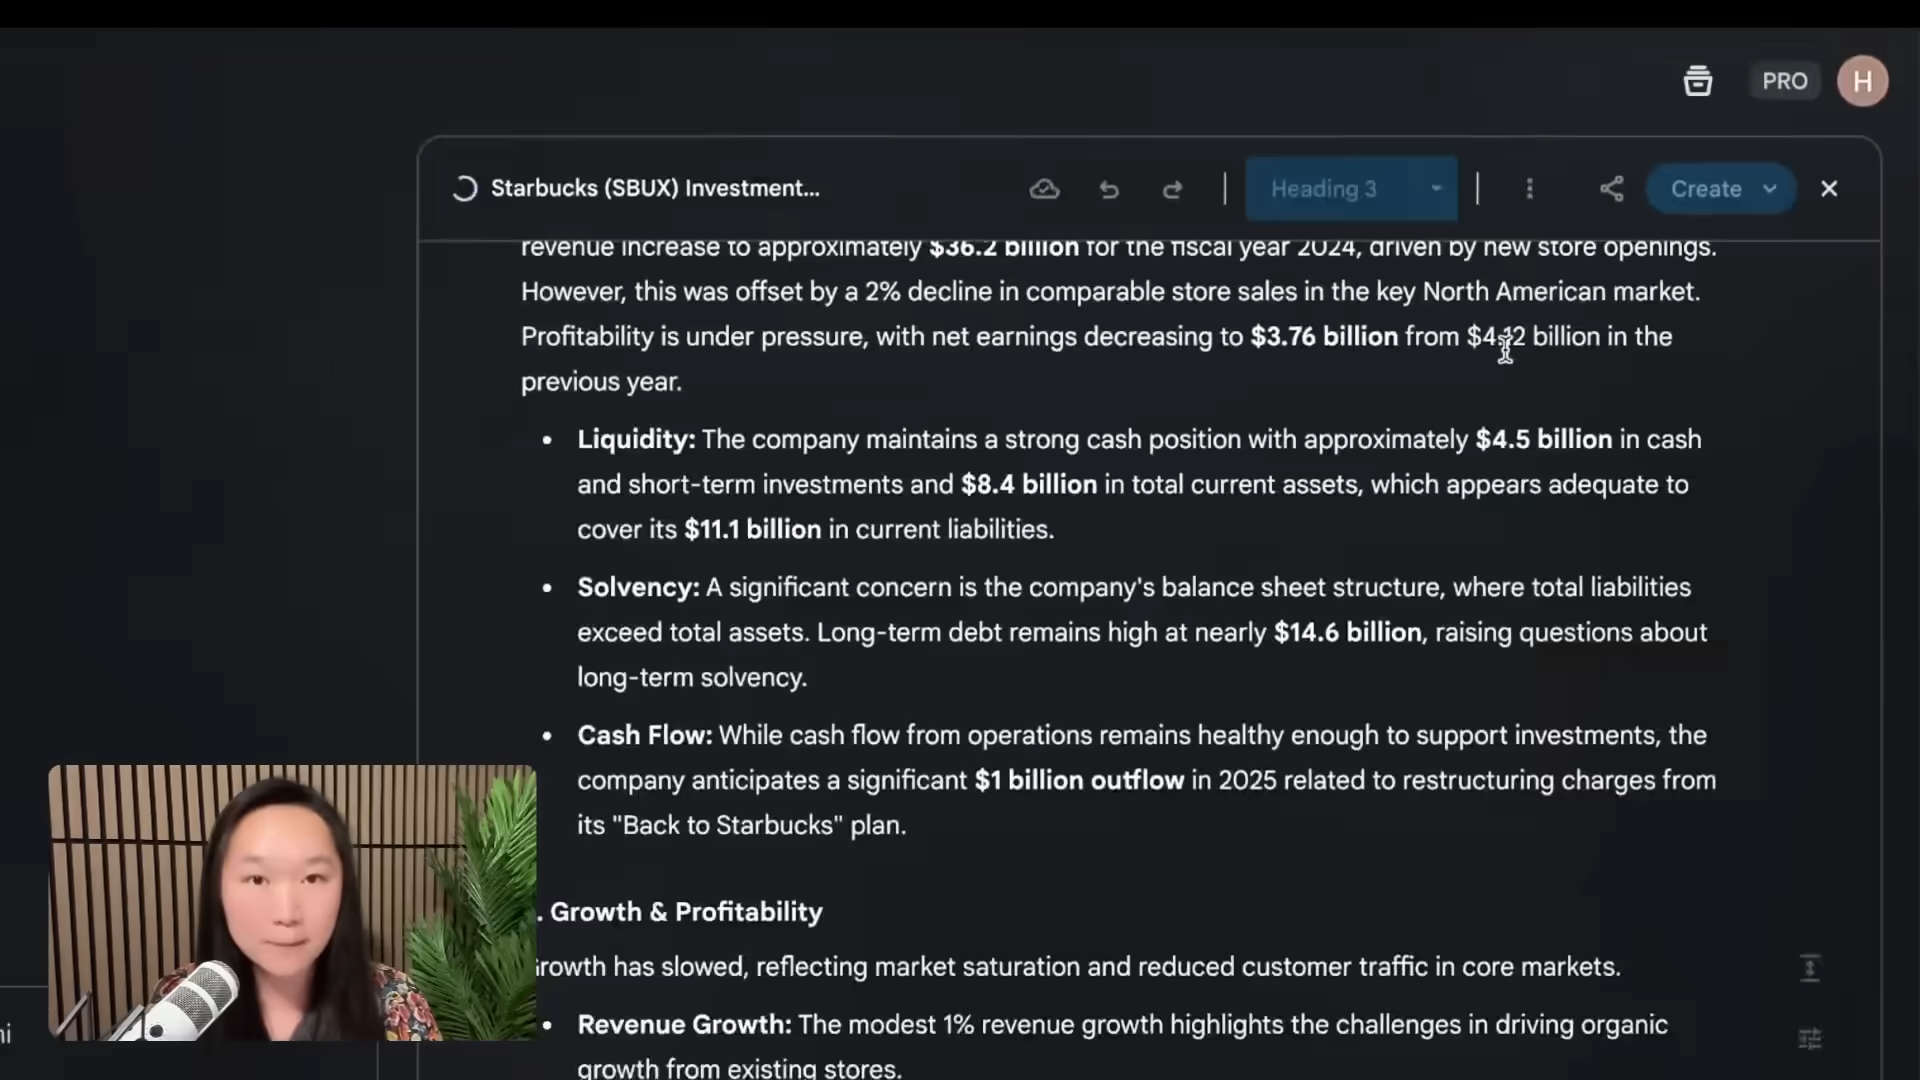 PRO
H
Starbucks (SBUX) Investment...
Heading 3
Create
revenue increase to approximately $36.2 billion for the fiscal year 2024, driven by new store openings.
However, this was offset by a 2% decline in comparable store sales in the key North American market.
Profitability is under pressure, with net earnings decreasing to $3.76 billion from $4.12 billion in the
previous year.
• Liquidity: The company maintains a strong cash position with approximately $4.5 billion in cash
and short-term investments and $8.4 billion in total current assets, which appears adequate to
cover its $11.1 billion in current liabilities.
• Solvency: A significant concern is the company's balance sheet structure, where total liabilities
exceed total assets. Long-term debt remains high at nearly $14.6 billion, raising questions about
long-term solvency.
• Cash Flow: While cash flow from operations remains healthy enough to support investments, the
company anticipates a significant $1 billion outflow in 2025 related to restructuring charges from
its "Back to Starbucks" plan.
. Growth & Profitability
rowth has slowed, reflecting market saturation and reduced customer traffic in core markets.
• Revenue Growth: The modest 1% revenue growth highlights the challenges in driving organic
growth from existing stores.